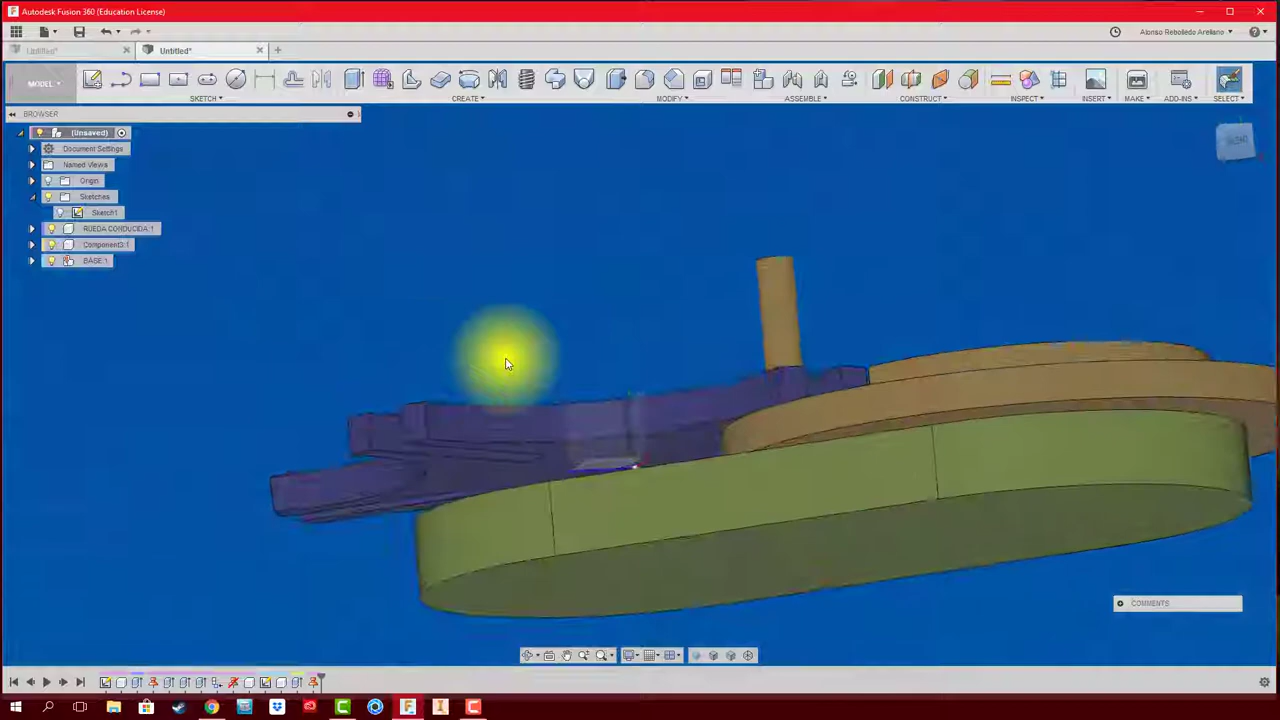 Autodesk Fusion 360 (Education License)
Alonso Rebolledo Arellano
Untitled*
Untitled*
MODEL
SKETCH
CREATE
MODIFY
ASSEMBLE
CONSTRUCT
INSPECT
INSERT
MAKE
ADD-INS
SELECT
BROWSER
(Unsaved)
Document Settings
Named Views
Origin
Sketches
Sketch1
RUEDA CONDUCIDA:1
Component3:1
BASE:1
COMMENTS